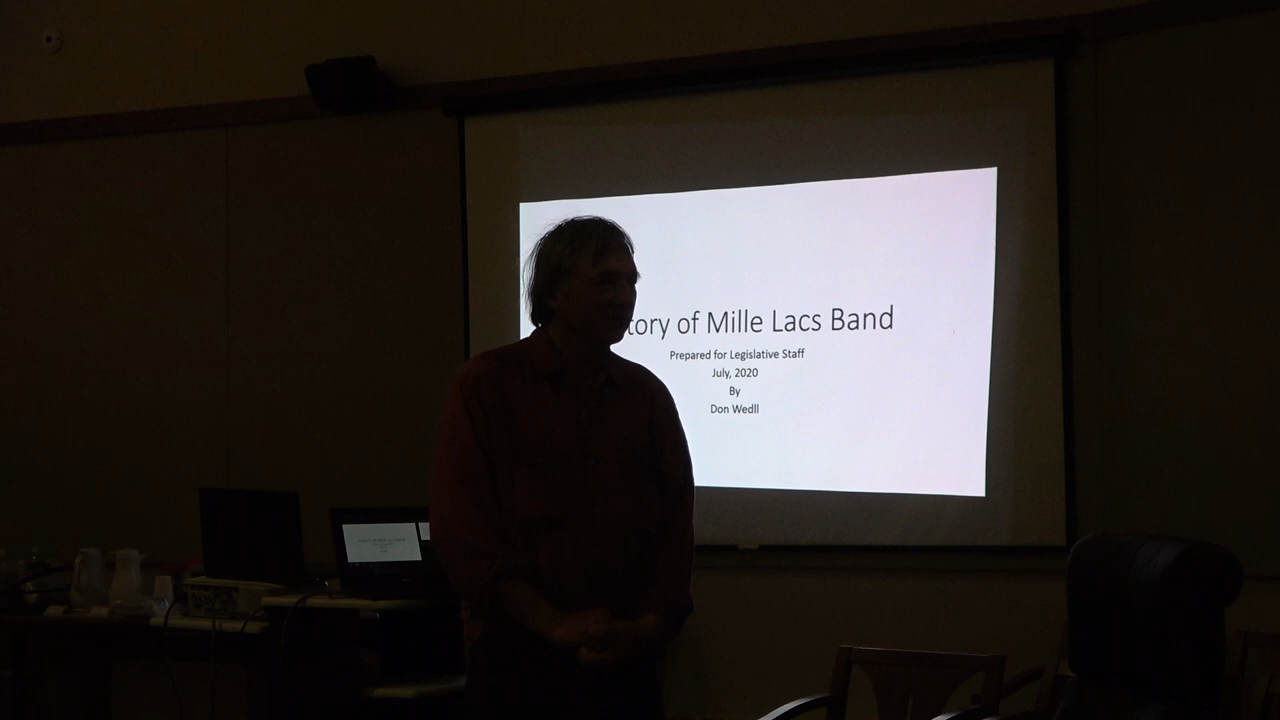 tory of Mille Lacs Band
Prepared for Legislative Staff
July, 2020
By
Don Wedll